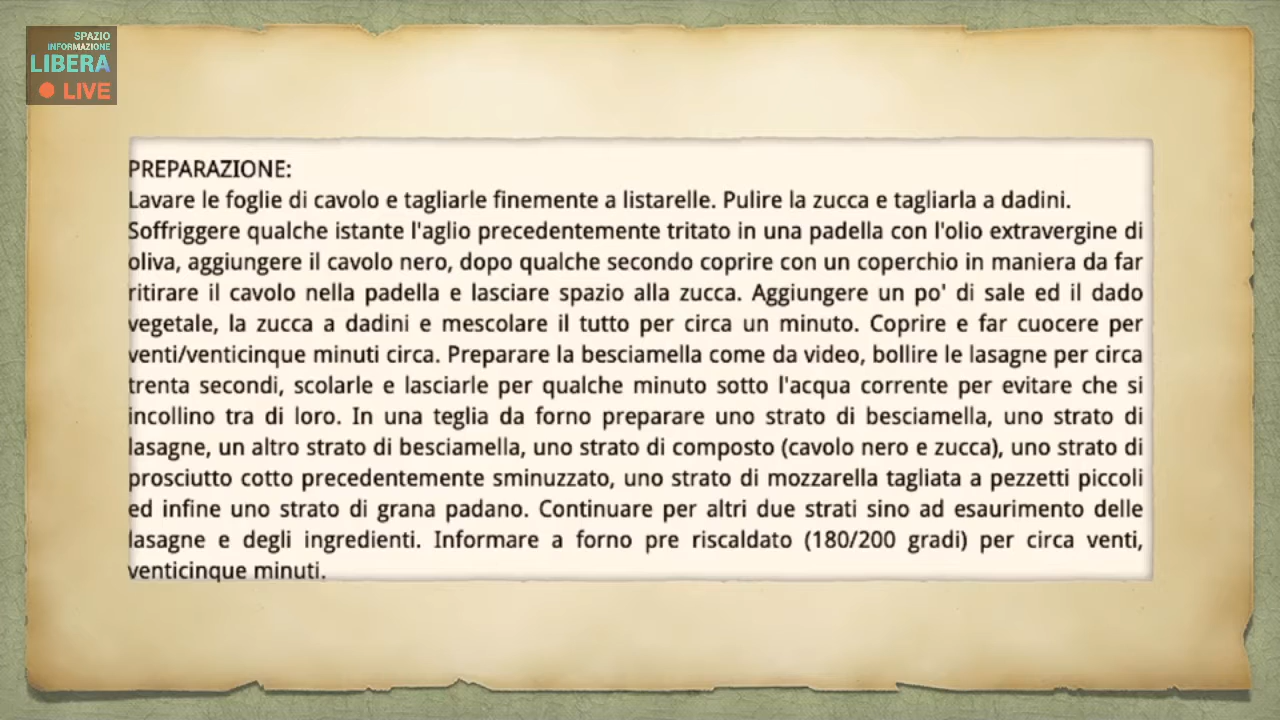 SPAZIO
INFORMAZIONE
LIBERA
LIVE
PREPARAZIONE:
Lavare le foglie di cavolo e tagliarle finemente a listarelle. Pulire la zucca e tagliarla a dadini.
Soffriggere qualche istante l'aglio precedentemente tritato in una padella con l'olio extravergine di
oliva, aggiungere il cavolo nero, dopo qualche secondo coprire con un coperchio in maniera da far
ritirare il cavolo nella padella e lasciare spazio alla zucca. Aggiungere un po' di sale ed il dado
vegetale, la zucca a dadini e mescolare il tutto per circa un minuto. Coprire e far cuocere per
venti/venticinque minuti circa. Preparare la besciamella come da video, bollire le lasagne per circa
trenta secondi, scolarle e lasciarle per qualche minuto sotto l'acqua corrente per evitare che si
incollino tra di loro. In una teglia da forno preparare uno strato di besciamella, uno strato di
lasagne, un altro strato di besciamella, uno strato di composto (cavolo nero e zucca), uno strato di
prosciutto cotto precedentemente sminuzzato, uno strato di mozzarella tagliata a pezzetti piccoli
ed infine uno strato di grana padano. Continuare per altri due strati sino ad esaurimento delle
lasagne e degli ingredienti. Informare a forno pre riscaldato (180/200 gradi) per circa venti,
venticinque minuti.